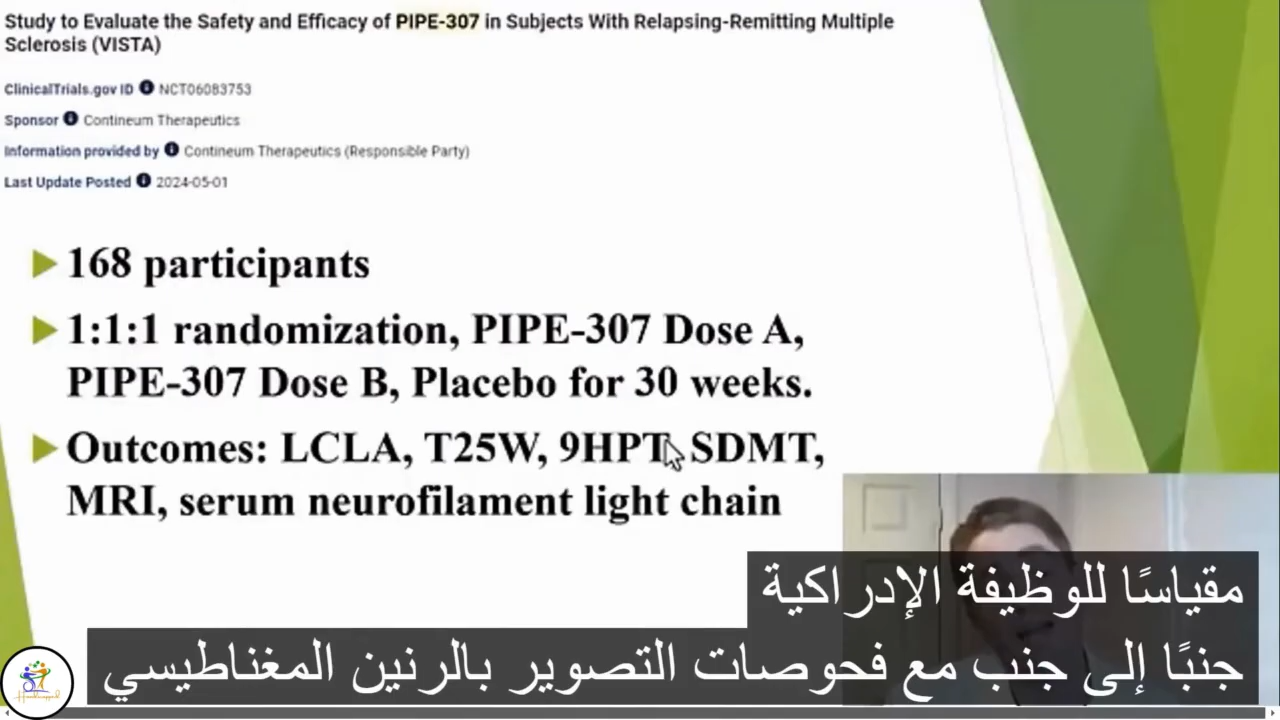 Study to Evaluate the Safety and Efficacy of PIPE-307 in Subjects With Relapsing-Remitting Multiple
Sclerosis (VISTA)
ClinicalTrials.gov ID NCT06083753
Sponsor Contineum Therapeutics
Information provided by Contineum Therapeutics (Responsible Party)
Last Update Posted 2024-05-01
168 participants
1:1:1 randomization, PIPE-307 Dose A,
PIPE-307 Dose B, Placebo for 30 weeks.
Outcomes: LCLA, T25W, 9HPT, SDMT,
MRI, serum neurofilament light chain
مقياسًا للوظيفة الإدراكية
جنبًا إلى جنب مع فحوصات التصوير بالرنين المغناطيسي